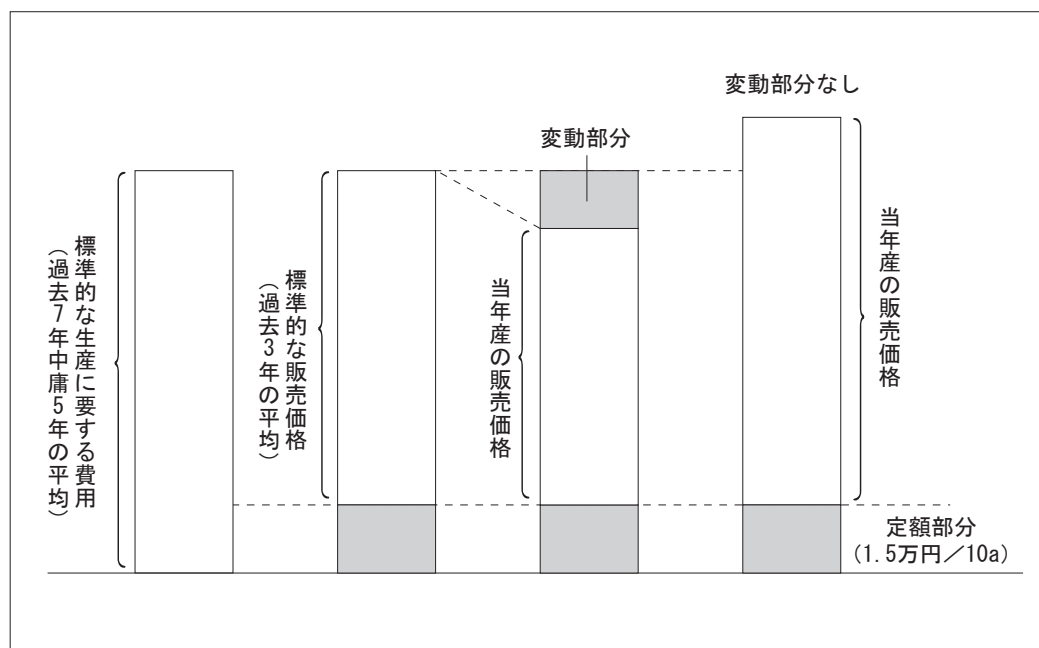 変動部分なし
変動部分
標準的な生産に要する費用
（過去7年中庸5年の平均）
標準的な販売価格
（過去3年の平均）
当年産の販売価格
当年産の販売価格
定額部分
（1.5万円／10a）